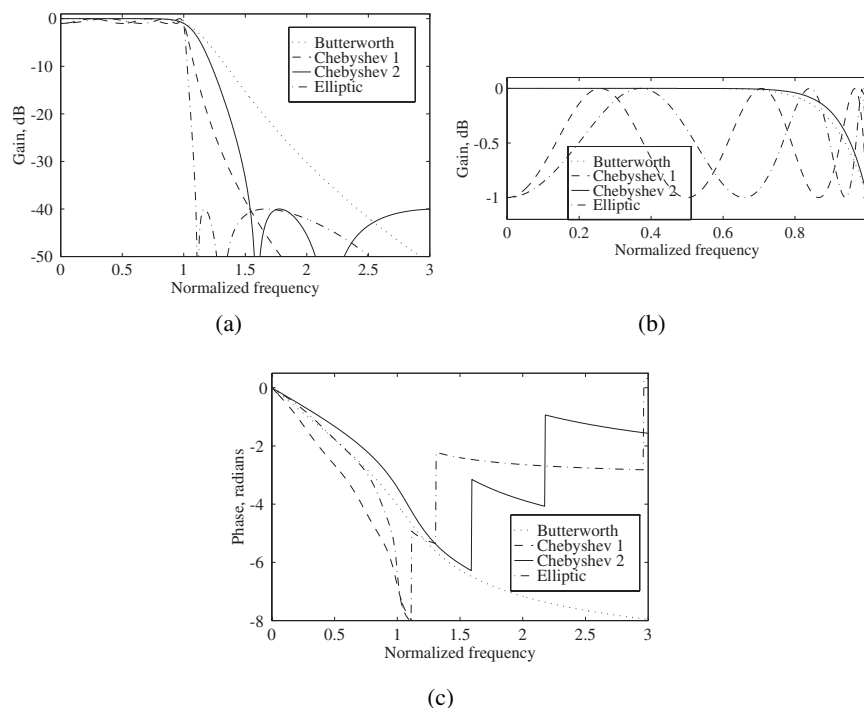 0
-10
-20
-30
-40
-50
Gain, dB
0 0.5 1 1.5 2 2.5 3
Normalized frequency
Butterworth
Chebyshev 1
Chebyshev 2
Elliptic
(a)
0
-0.5
-1
Gain, dB
0 0.2 0.4 0.6 0.8
Normalized frequency
Butterworth
Chebyshev 1
Chebyshev 2
Elliptic
(b)
0
-2
-4
-6
-8
Phase, radians
0 0.5 1 1.5 2 2.5 3
Normalized frequency
Butterworth
Chebyshev 1
Chebyshev 2
Elliptic
(c)